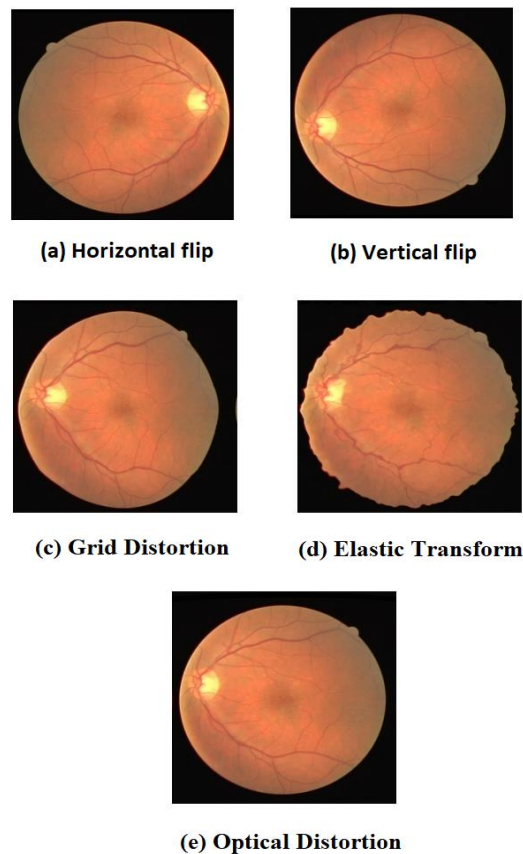 (a) Horizontal flip
(b) Vertical flip
(c) Grid Distortion
(d) Elastic Transform
(e) Optical Distortion